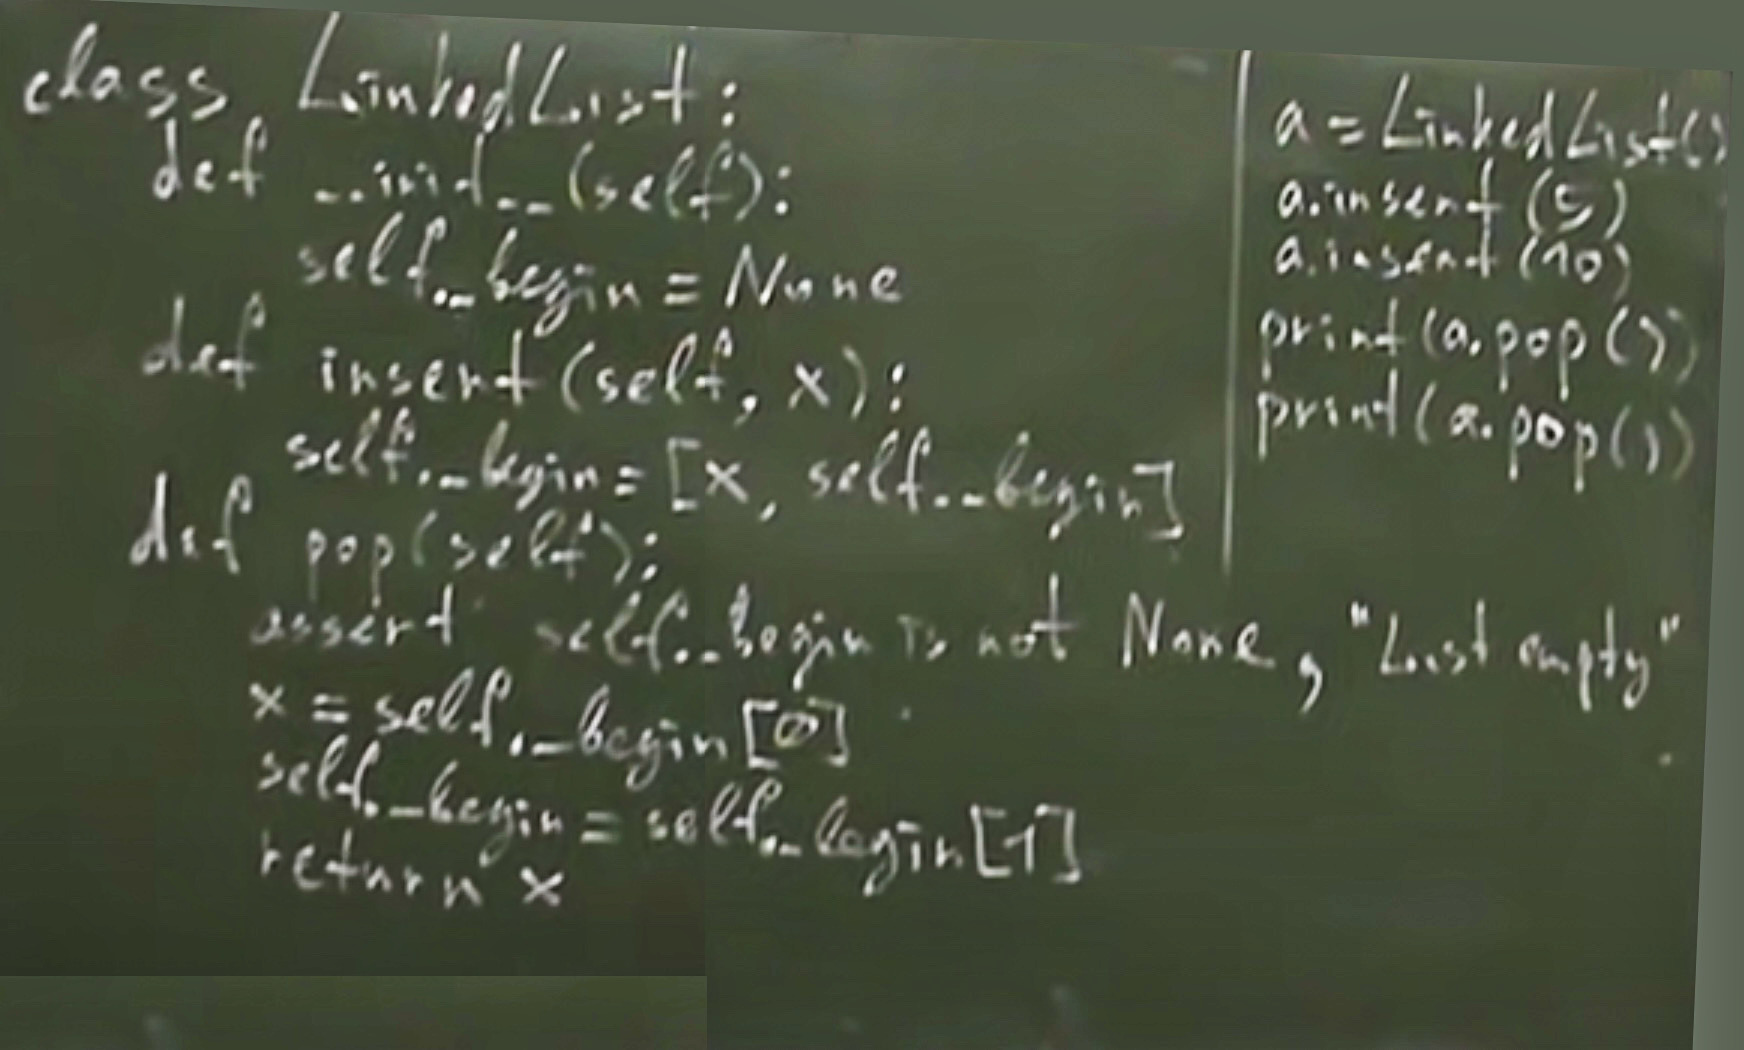 class LinkedList:
def __init__(self):
self._begin = None
def insert(self, x):
self._begin = [x, self._begin]
def pop(self):
assert self._begin is not None, "List empty"
x = self._begin[0]
self._begin = self._begin[1]
return x
a = LinkedList()
a.insert(5)
a.insert(10)
print(a.pop())
print(a.pop())